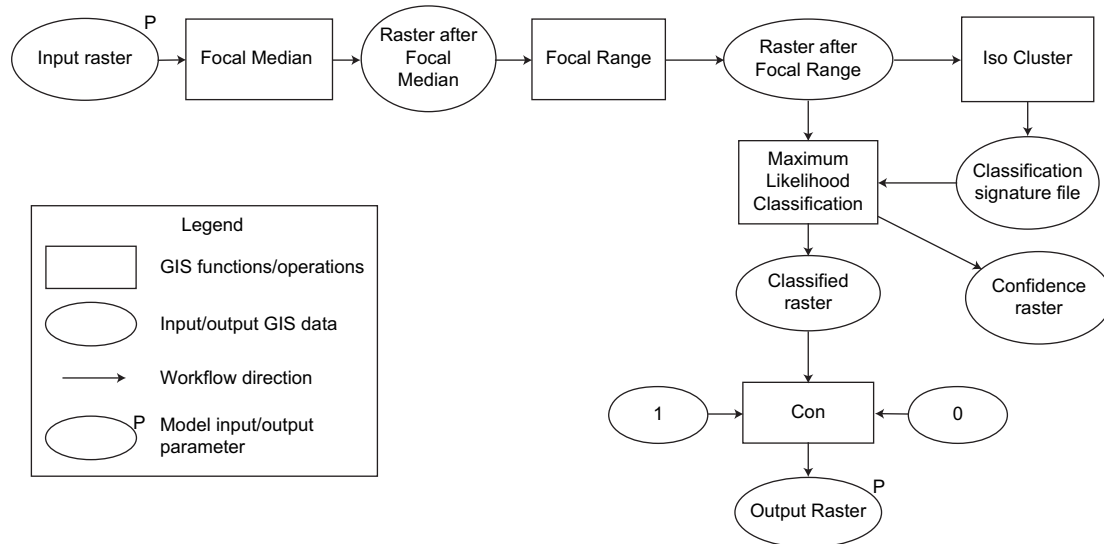 P
Input raster
Focal Median
Raster after
Focal
Median
Focal Range
Raster after
Focal Range
Iso Cluster
Maximum
Likelihood
Classification
Classification
signature file
Classified
raster
Confidence
raster
1
Con
0
P
Output Raster
Legend
GIS functions/operations
Input/output GIS data
Workflow direction
P
Model input/output
parameter